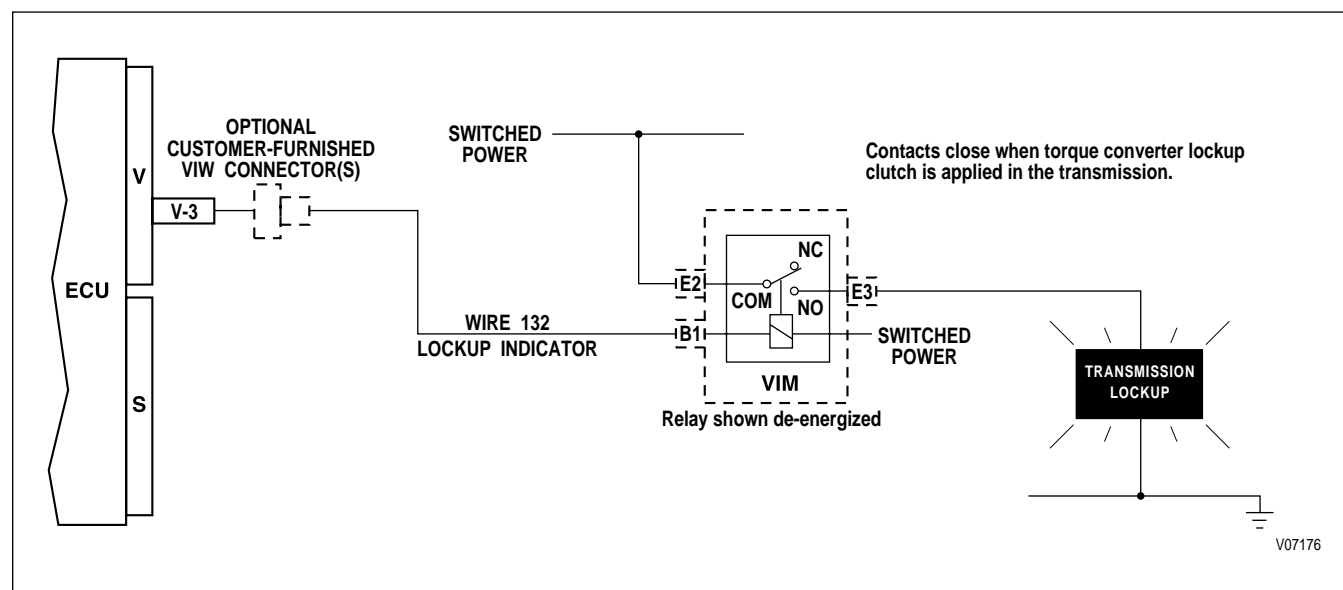 OPTIONAL
CUSTOMER-FURNISHED
VIW CONNECTOR(S)
SWITCHED
POWER
Contacts close when torque converter lockup
clutch is applied in the transmission.
V
V-3
ECU
S
NC
E2
COM
NO
E3
WIRE 132
LOCKUP INDICATOR
B1
SWITCHED
POWER
VIM
Relay shown de-energized
TRANSMISSION
LOCKUP
V07176